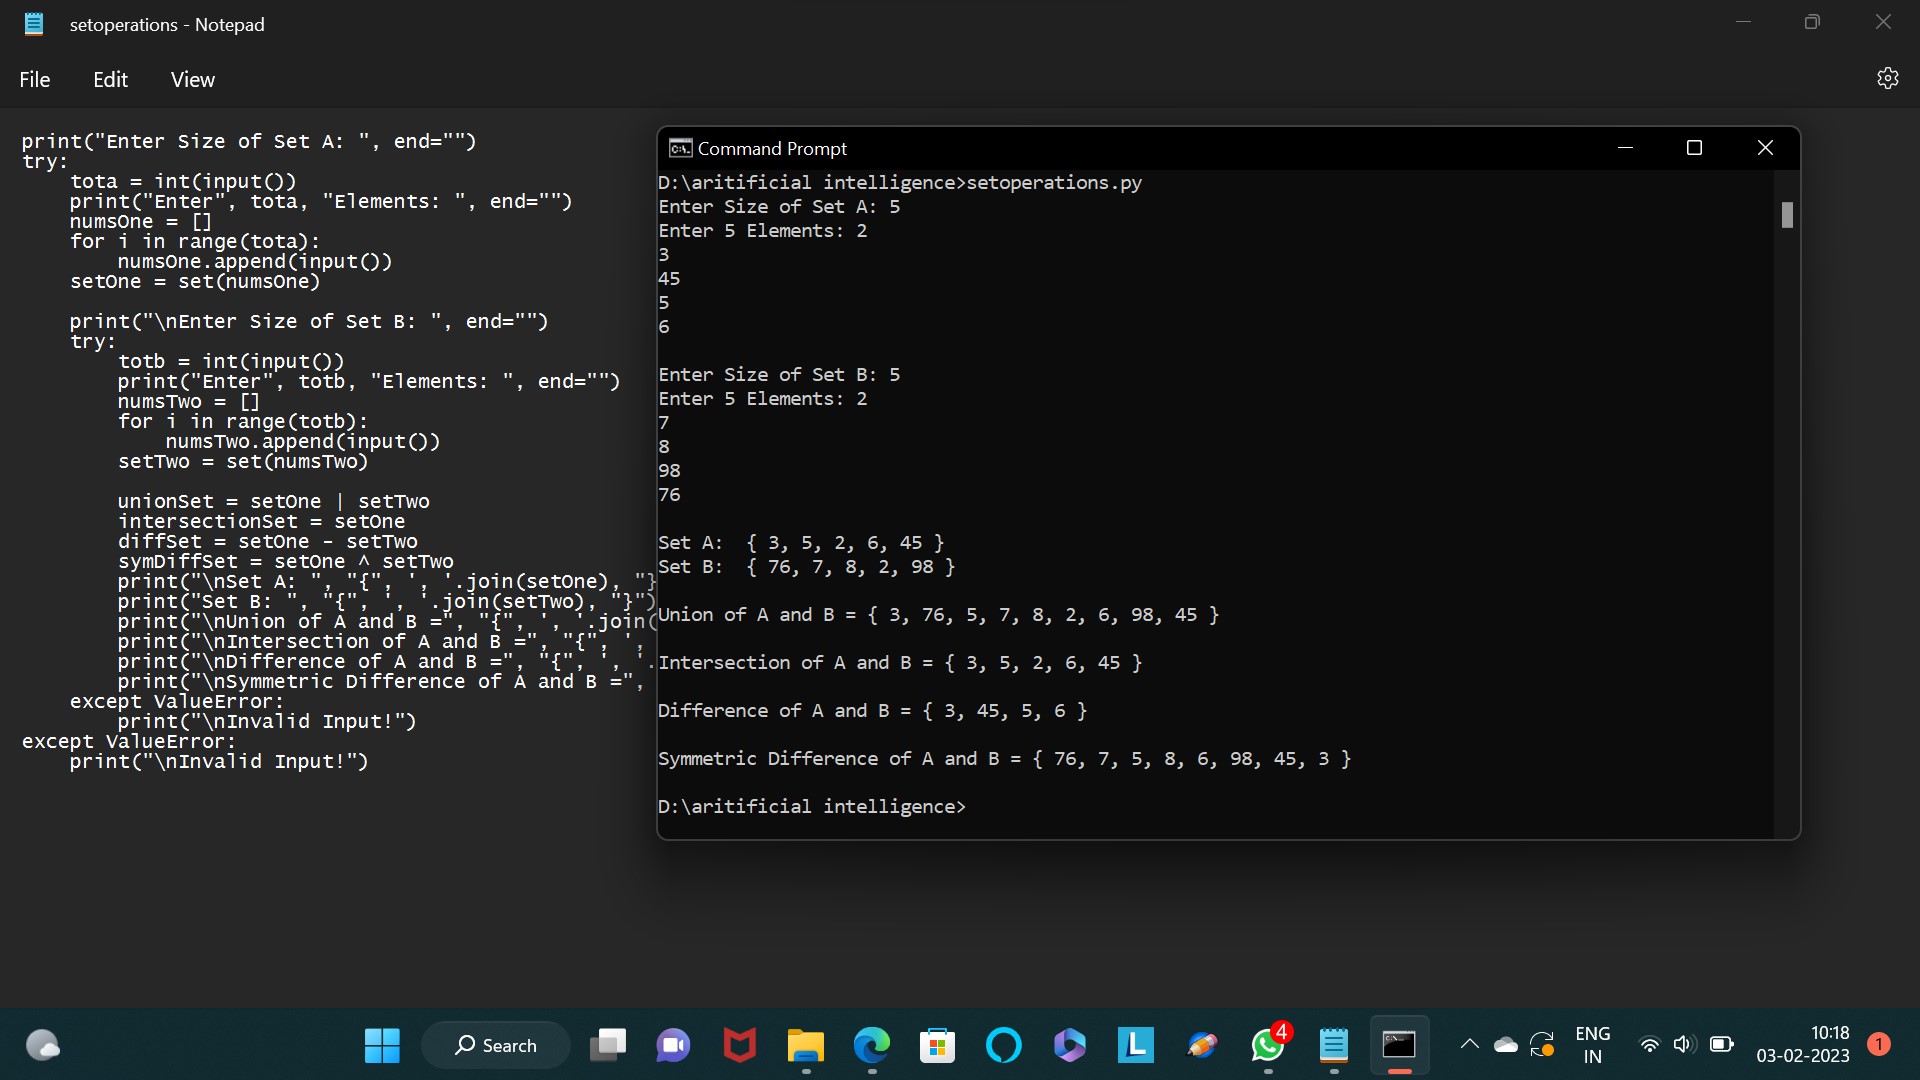 setoperations - Notepad
File Edit View
print("Enter Size of Set A: ", end="")
try:
    tota = int(input())
    print("Enter", tota, "Elements: ", end="")
    numsOne = []
    for i in range(tota):
        numsOne.append(input())
    setOne = set(numsOne)
    print("\nEnter Size of Set B: ", end="")
    try:
        totb = int(input())
        print("Enter", totb, "Elements: ", end="")
        numsTwo = []
        for i in range(totb):
            numsTwo.append(input())
        setTwo = set(numsTwo)
        unionSet = setOne | setTwo
        intersectionSet = setOne
        diffSet = setOne - setTwo
        symDiffSet = setOne ^ setTwo
        print("\nSet A: ", "{", ', '.join(setOne), "}
        print("Set B: ", "{", ', '.join(setTwo), "}")
        print("\nUnion of A and B =", "{", ', '.join(
        print("\nIntersection of A and B =", "{", ',
        print("\nDifference of A and B =", "{", ', '.
        print("\nSymmetric Difference of A and B =",
    except ValueError:
        print("\nInvalid Input!")
except ValueError:
    print("\nInvalid Input!")
Command Prompt
D:\aritificial intelligence>setoperations.py
Enter Size of Set A: 5
Enter 5 Elements: 2
3
45
5
6
Enter Size of Set B: 5
Enter 5 Elements: 2
7
8
98
76
Set A:  { 3, 5, 2, 6, 45 }
Set B:  { 76, 7, 8, 2, 98 }
Union of A and B = { 3, 76, 5, 7, 8, 2, 6, 98, 45 }
Intersection of A and B = { 3, 5, 2, 6, 45 }
Difference of A and B = { 3, 45, 5, 6 }
Symmetric Difference of A and B = { 76, 7, 5, 8, 6, 98, 45, 3 }
D:\aritificial intelligence>
Search
L
4
ENG
IN
10:18
03-02-2023
1